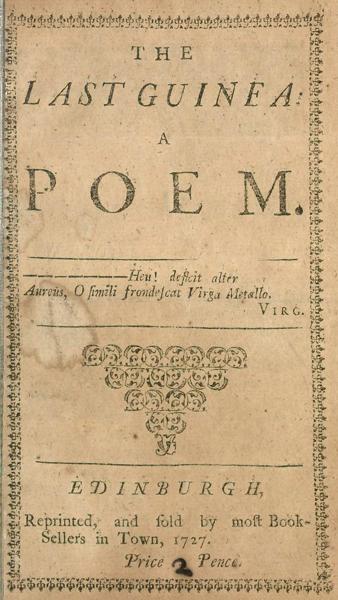 THE
LAST GUINEA:
A
POEM.
—————Heu! deficit alter
Aureus, O simili frondeſcat Virga Metallo.
VIRG.
EDINBURGH,
Reprinted, and ſold by moſt Book-
Sellers in Town, 1727.
Price 2 Pence.